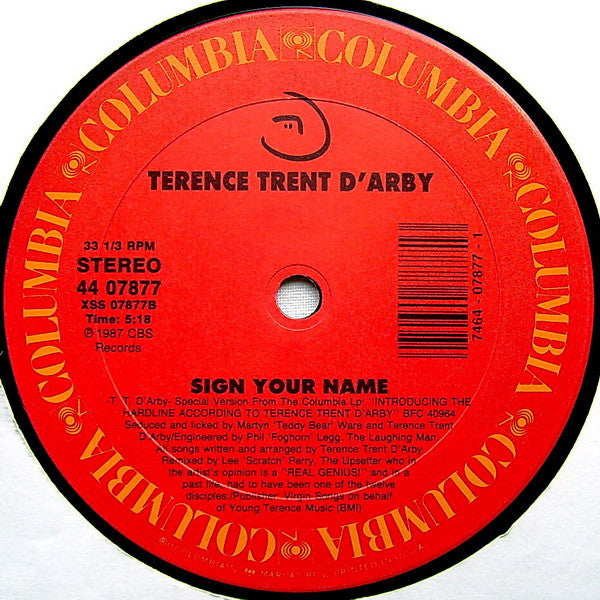 COLUMBIA COLUMBIA COLUMBIA COLUMBIA COLUMBIA COLUMBIA
TERENCE TRENT D'ARBY
33 1/3 RPM
STEREO
44 07877
XSS 07877B
Time: 5:18
℗ 1987 CBS
Records
7464 - 07877 - 1
SIGN YOUR NAME
-T. T. D'Arby- Special Version From The Columbia Lp: "INTRODUCING THE
HARDLINE ACCORDING TO TERENCE TRENT D'ARBY" BFC 40964
Seduced and licked by Martyn 'Teddy Bear' Ware and Terence Trent
D'Arby/Engineered by Phil 'Foghorn' Legg, The Laughing Man.
All songs written and arranged by Terence Trent D'Arby
Remixed by Lee 'Scratch' Perry, The Upsetter who in
the artist's opinion is a "REAL GENIUS!" and in a
past life, had to have been one of the twelve
disciples./Publisher: Virgin Songs on behalf
of Young Terence Music (BMI)
"COLUMBIA",
PRINTED IN U.S.A.